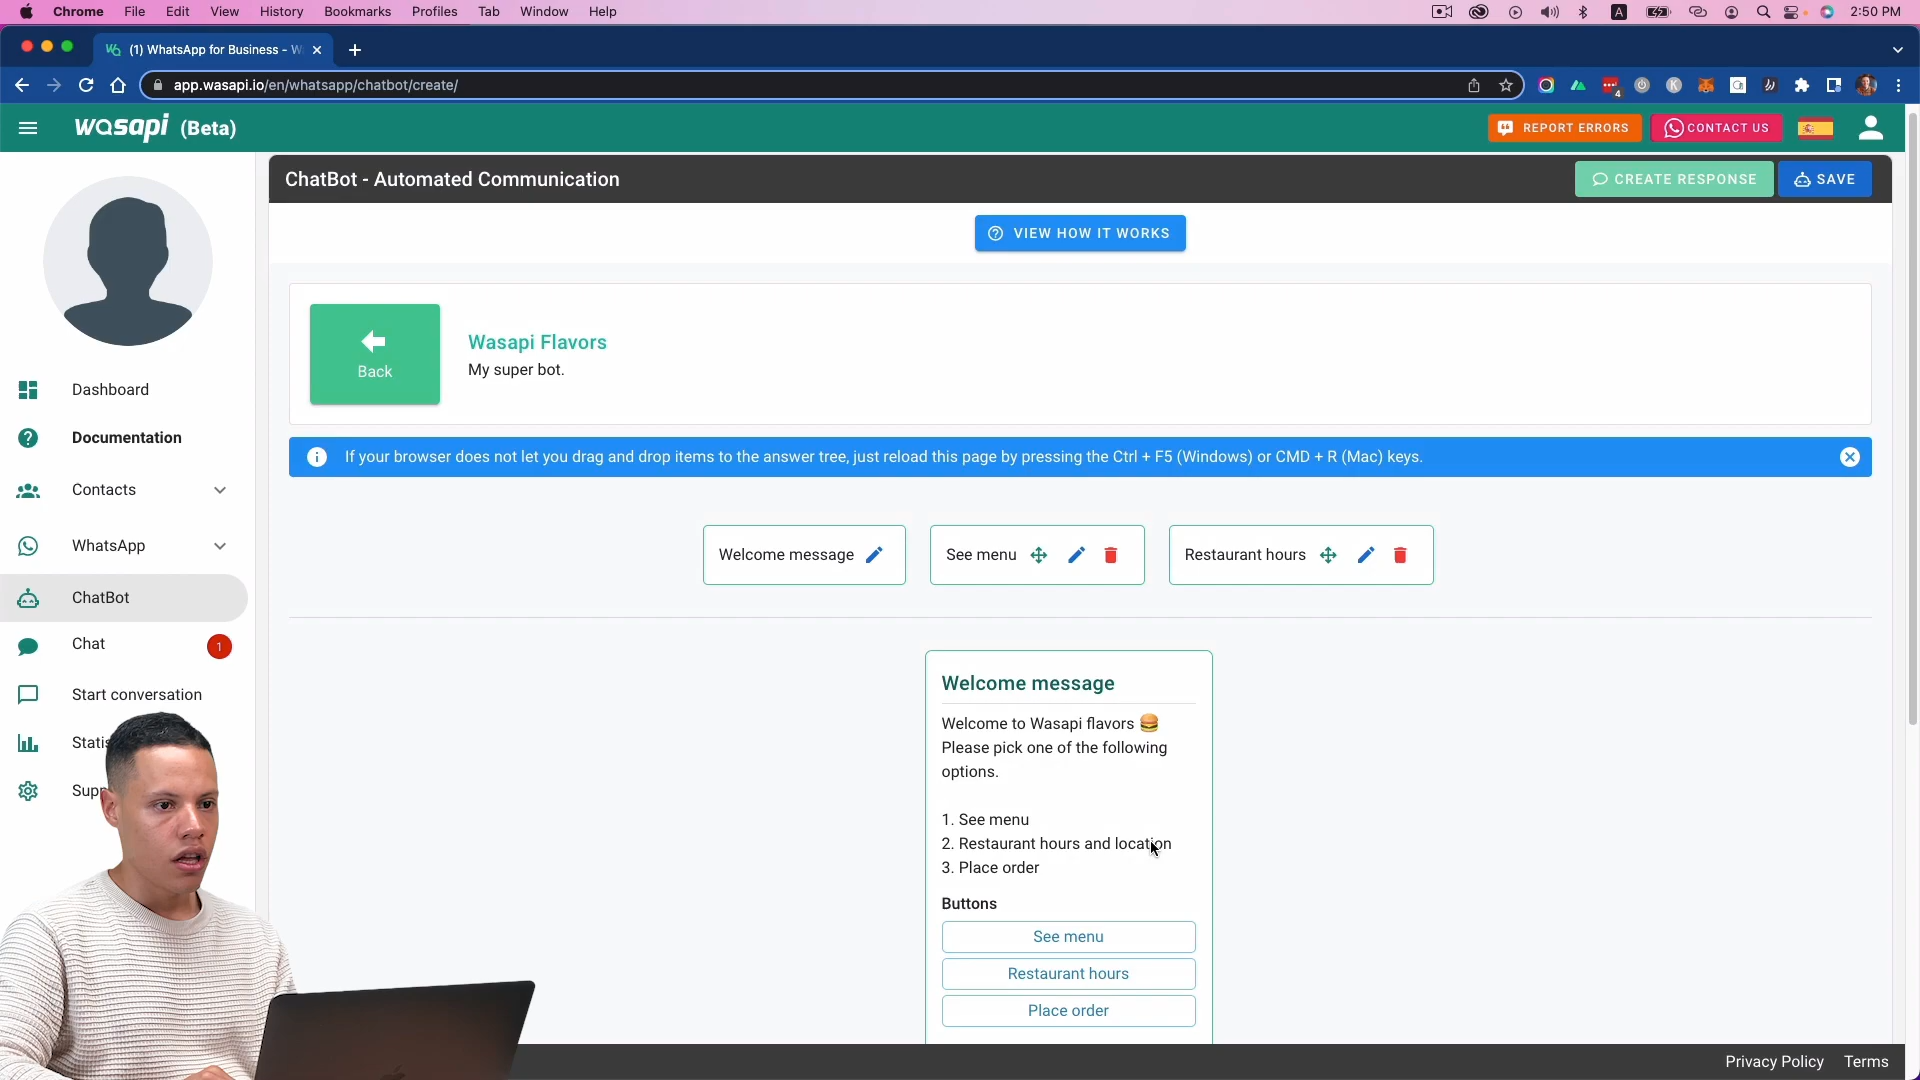 Chrome File Edit View History Bookmarks Profiles Tab Window Help A 2:50 PM
(1) WhatsApp for Business - W
app.wasapi.io/en/whatsapp/chatbot/create/
4
wasapi (Beta)
REPORT ERRORS
CONTACT US
ChatBot - Automated Communication
CREATE RESPONSE
SAVE
VIEW HOW IT WORKS
Back
Wasapi Flavors
My super bot.
Dashboard
Documentation
Contacts
WhatsApp
ChatBot
Chat 1
Start conversation
Statis
Supp
If your browser does not let you drag and drop items to the answer tree, just reload this page by pressing the Ctrl + F5 (Windows) or CMD + R (Mac) keys.
Welcome message
See menu
Restaurant hours
Welcome message
Welcome to Wasapi flavors 🍔
Please pick one of the following
options.
1. See menu
2. Restaurant hours and location
3. Place order
Buttons
See menu
Restaurant hours
Place order
Privacy Policy Terms